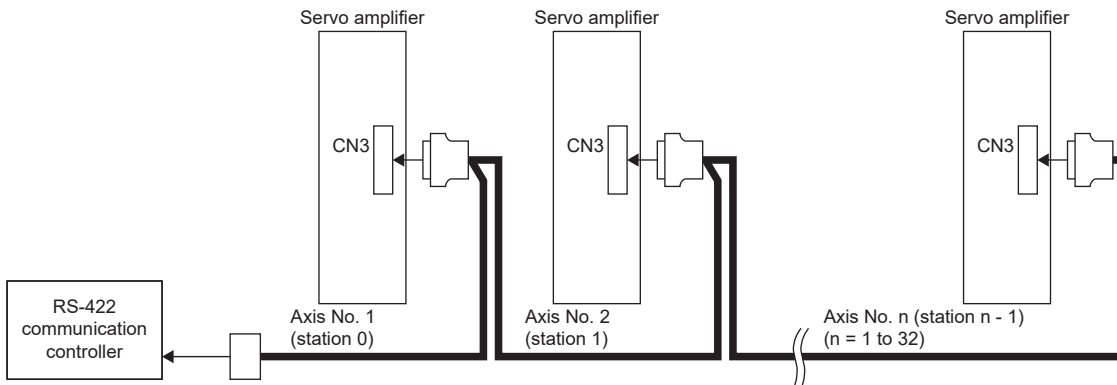 Servo amplifier
Servo amplifier
Servo amplifier
CN3
CN3
CN3
RS-422
communication
controller
Axis No. 1
(station 0)
Axis No. 2
(station 1)
Axis No. n (station n - 1)
(n = 1 to 32)